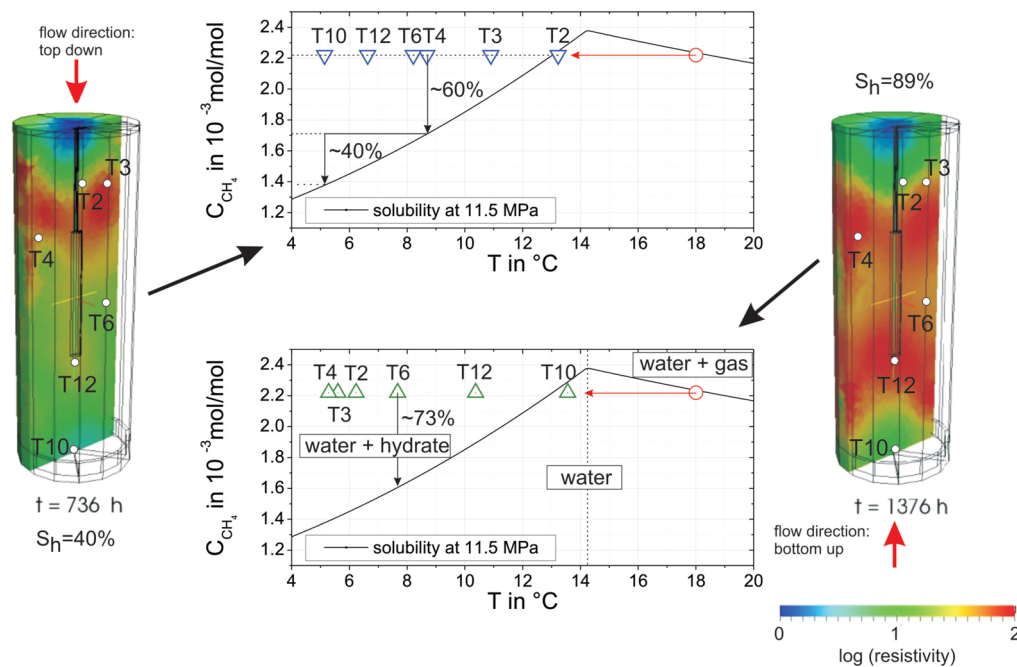 flow direction:
top down
T3
T2
T4
T6
T12
T10
t = 736 h
Sh=40%
2.4
2.2
2.0
1.8
1.6
1.4
1.2
C_CH4 in 10⁻³mol/mol
T10 T12 T6 T4 T3 T2
~60%
~40%
solubility at 11.5 MPa
4 6 8 10 12 14 16 18 20
T in °C
2.4
2.2
2.0
1.8
1.6
1.4
1.2
C_CH4 in 10⁻³mol/mol
T4 T2 T6 T12 T10
T3
~73%
water + gas
water + hydrate
water
solubility at 11.5 MPa
4 6 8 10 12 14 16 18 20
T in °C
Sh=89%
T3
T2
T4
T6
T12
T10
t = 1376 h
flow direction:
bottom up
0 1 2
log (resistivity)